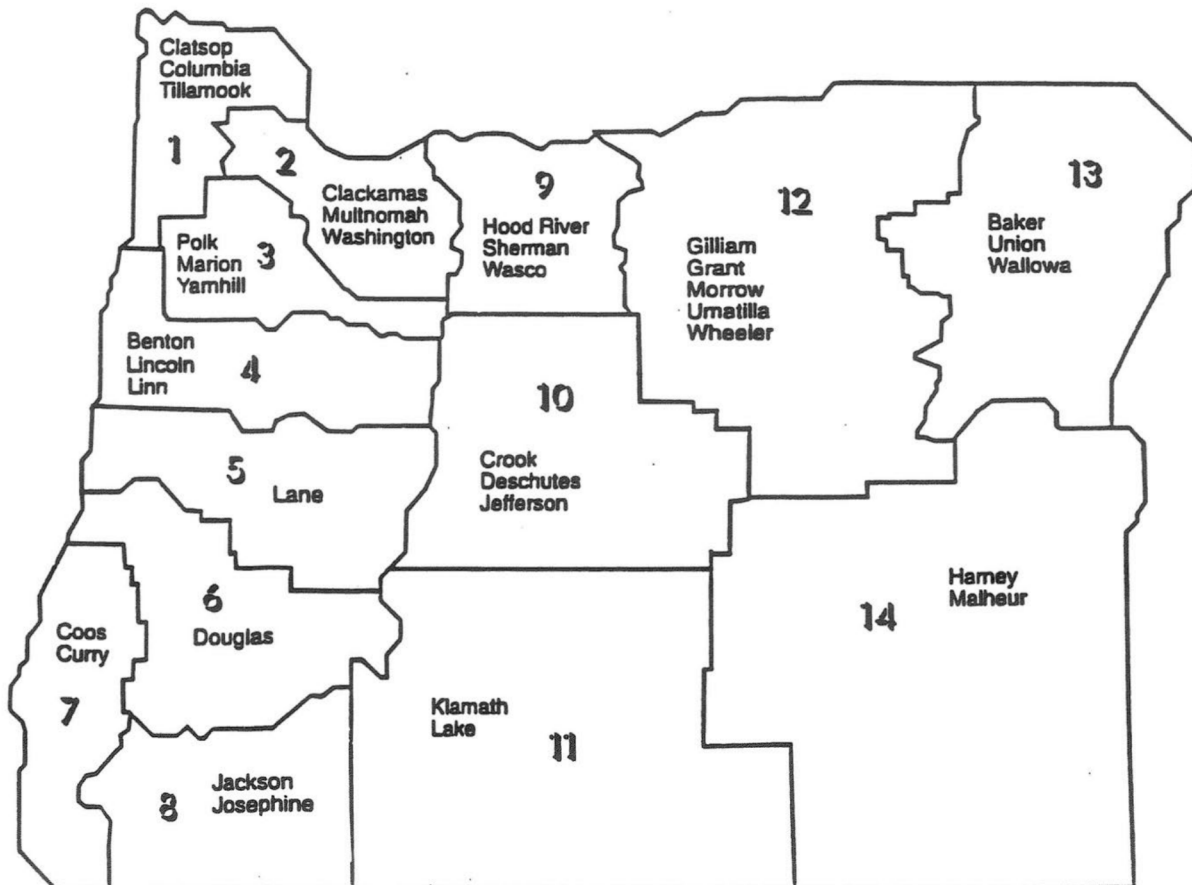 Clatsop
Columbia
Tillamook
1
2
Clackamas
Multnomah
Washington
3
Polk
Marion
Yamhill
9
Hood River
Sherman
Wasco
12
Gilliam
Grant
Morrow
Umatilla
Wheeler
13
Baker
Union
Wallowa
Benton
Lincoln
Linn
4
10
Crook
Deschutes
Jefferson
5
Lane
6
Douglas
Coos
Curry
7
8
Jackson
Josephine
Klamath
Lake
11
14
Harney
Malheur